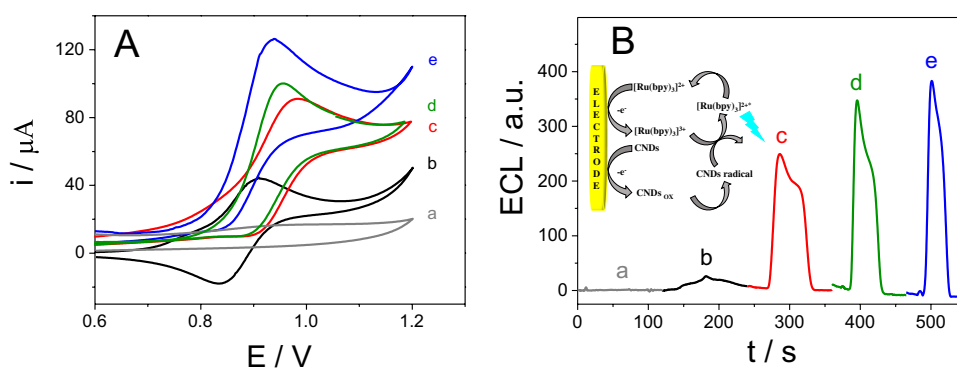 A
i / μA
120
80
40
0
0.6
0.8
1.0
1.2
E / V
e
d
c
b
a
B
ECL / a.u.
400
300
200
100
0
0
100
200
300
400
500
t / s
a
b
c
d
e
ELECTRODE
[Ru(bpy)₃]²⁺
-e⁻
[Ru(bpy)₃]³⁺
CNDs
-e⁻
CNDs OX
[Ru(bpy)₃]²⁺*
CNDs radical